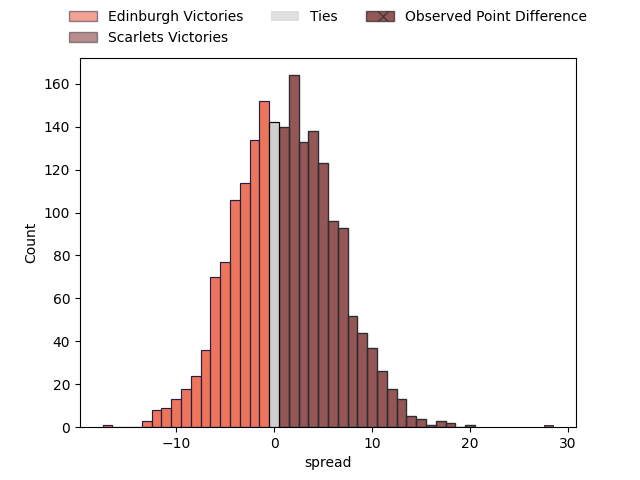 Edinburgh Victories
Scarlets Victories
Ties
Observed Point Difference
160
140
120
100
80
60
40
20
0
Count
−10
0
10
20
30
spread